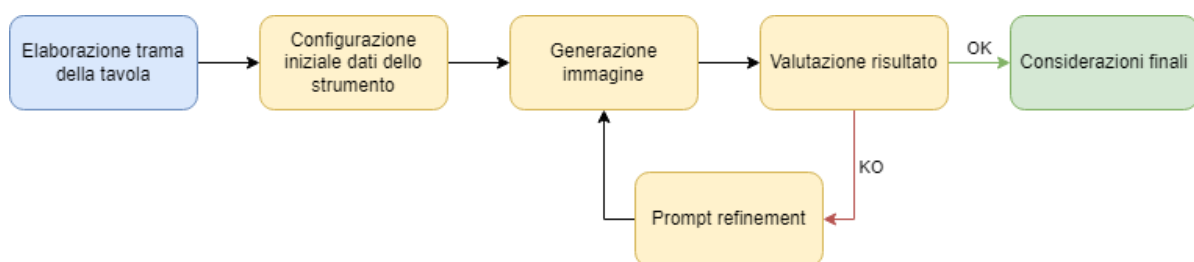 Elaborazione trama
della tavola
Configurazione
iniziale dati dello
strumento
Generazione
immagine
Valutazione risultato
OK
Considerazioni finali
KO
Prompt refinement